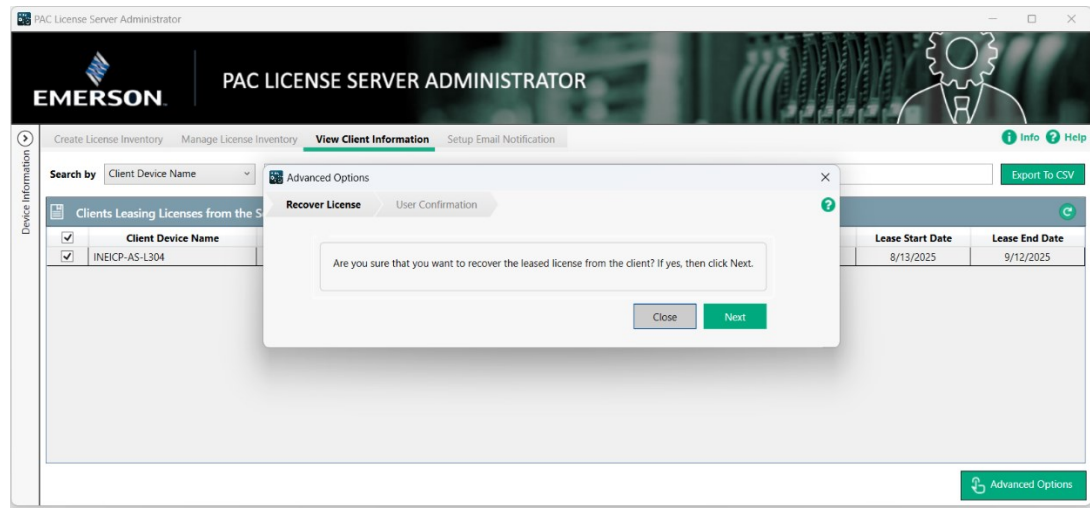 PAC License Server Administrator
EMERSON
PAC LICENSE SERVER ADMINISTRATOR
Create License Inventory Manage License Inventory View Client Information Setup Email Notification Info Help
Device Information
Search by Client Device Name Export To CSV
Clients Leasing Licenses from the
Client Device Name Lease Start Date Lease End Date
INEICP-AS-L304 8/13/2025 9/12/2025
Advanced Options
Recover License User Confirmation
Are you sure that you want to recover the leased license from the client? If yes, then click Next.
Close Next
Advanced Options